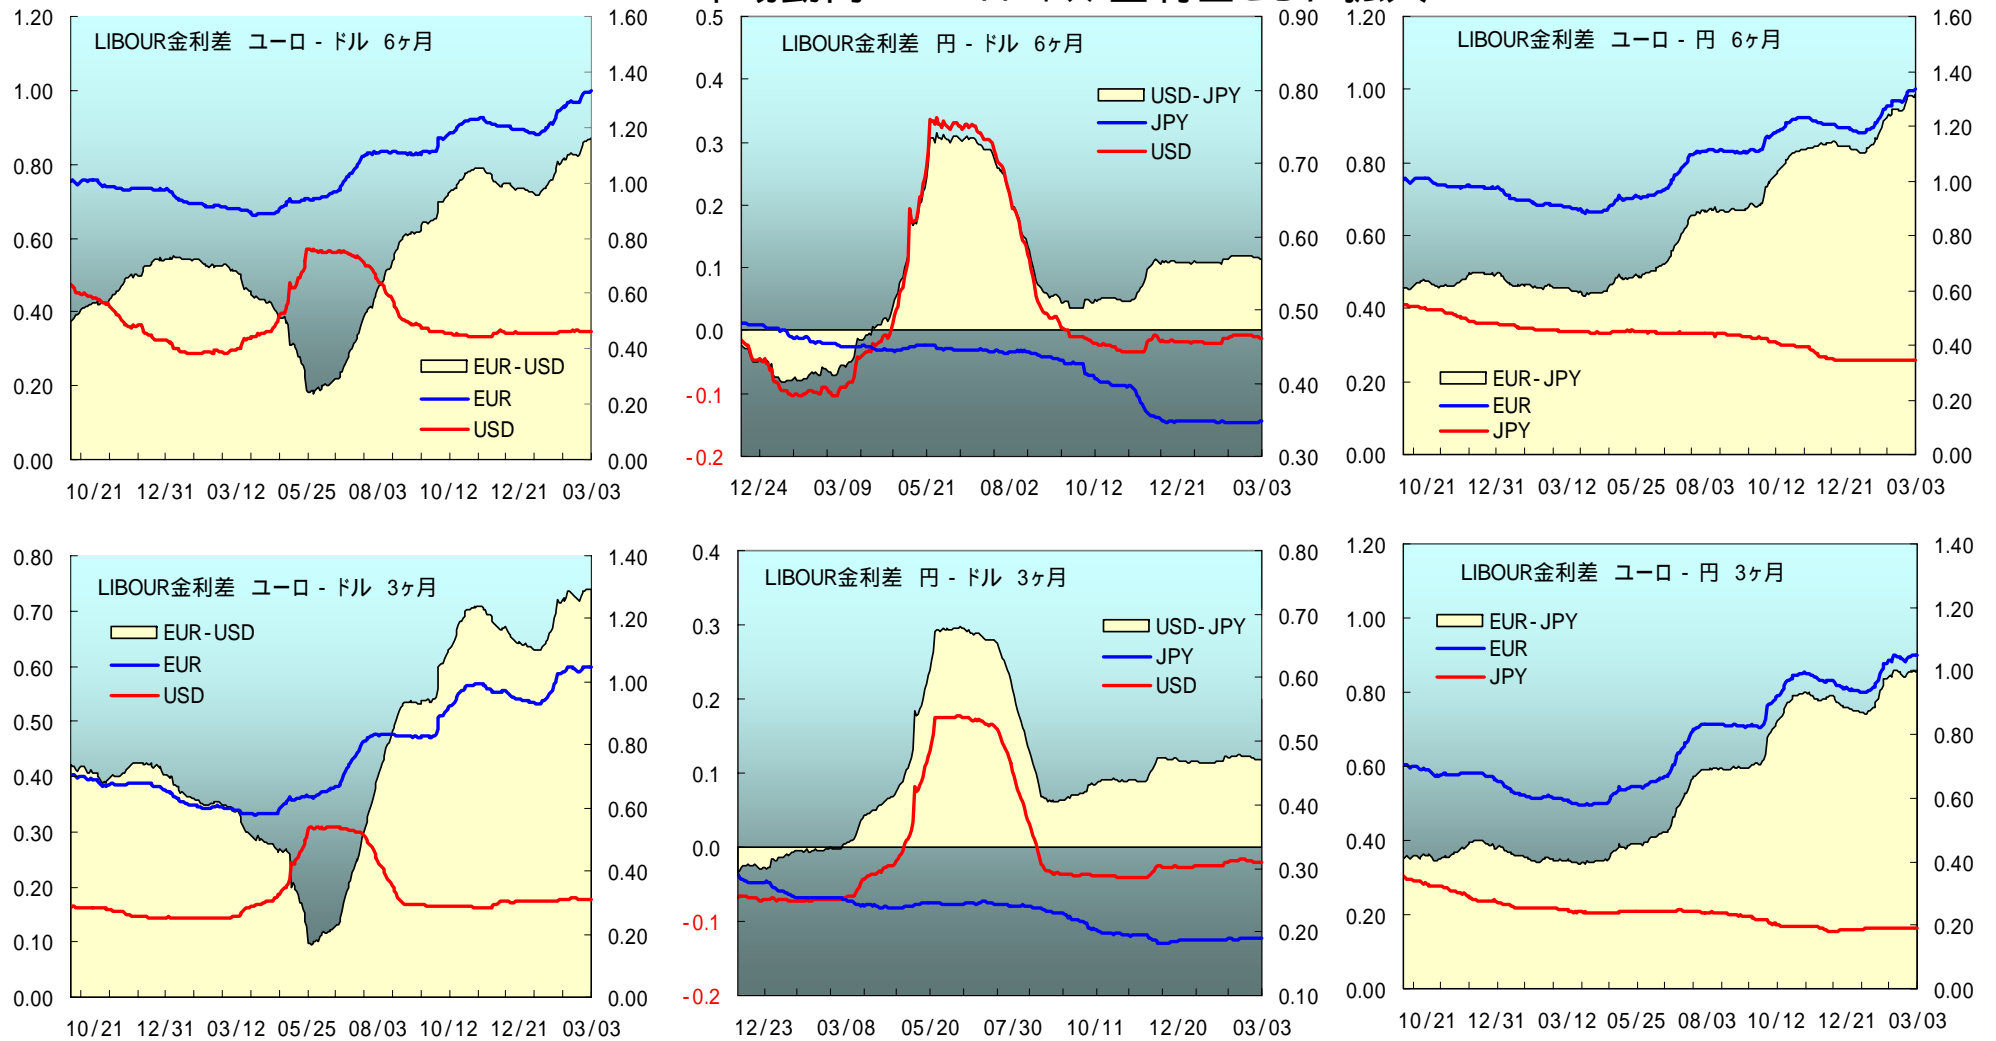 LIBOUR金利差 ユーロ - ドル 6ヶ月
1.20 1.00 0.80 0.60 0.40 0.20 0.00
1.60 1.40 1.20 1.00 0.80 0.60 0.40 0.20 0.00
EUR-USD
EUR
USD
10/21 12/31 03/12 05/25 08/03 10/12 12/21 03/03
LIBOUR金利差 円 - ドル 6ヶ月
0.5 0.4 0.3 0.2 0.1 0.0 -0.1 -0.2
0.90 0.80 0.70 0.60 0.50 0.40 0.30
USD-JPY
JPY
USD
12/24 03/09 05/21 08/02 10/12 12/21 03/03
LIBOUR金利差 ユーロ - 円 6ヶ月
1.20 1.00 0.80 0.60 0.40 0.20 0.00
1.60 1.40 1.20 1.00 0.80 0.60 0.40 0.20 0.00
EUR-JPY
EUR
JPY
10/21 12/31 03/12 05/25 08/03 10/12 12/21 03/03
LIBOUR金利差 ユーロ - ドル 3ヶ月
0.80 0.70 0.60 0.50 0.40 0.30 0.20 0.10 0.00
1.40 1.20 1.00 0.80 0.60 0.40 0.20 0.00
EUR-USD
EUR
USD
10/21 12/31 03/12 05/25 08/03 10/12 12/21 03/03
LIBOUR金利差 円 - ドル 3ヶ月
0.4 0.3 0.2 0.1 0.0 -0.1 -0.2
0.80 0.70 0.60 0.50 0.40 0.30 0.20 0.10
USD-JPY
JPY
USD
12/23 03/08 05/20 07/30 10/11 12/20 03/03
LIBOUR金利差 ユーロ - 円 3ヶ月
1.20 1.00 0.80 0.60 0.40 0.20 0.00
1.40 1.20 1.00 0.80 0.60 0.40 0.20 0.00
EUR-JPY
EUR
JPY
10/21 12/31 03/12 05/25 08/03 10/12 12/21 03/03